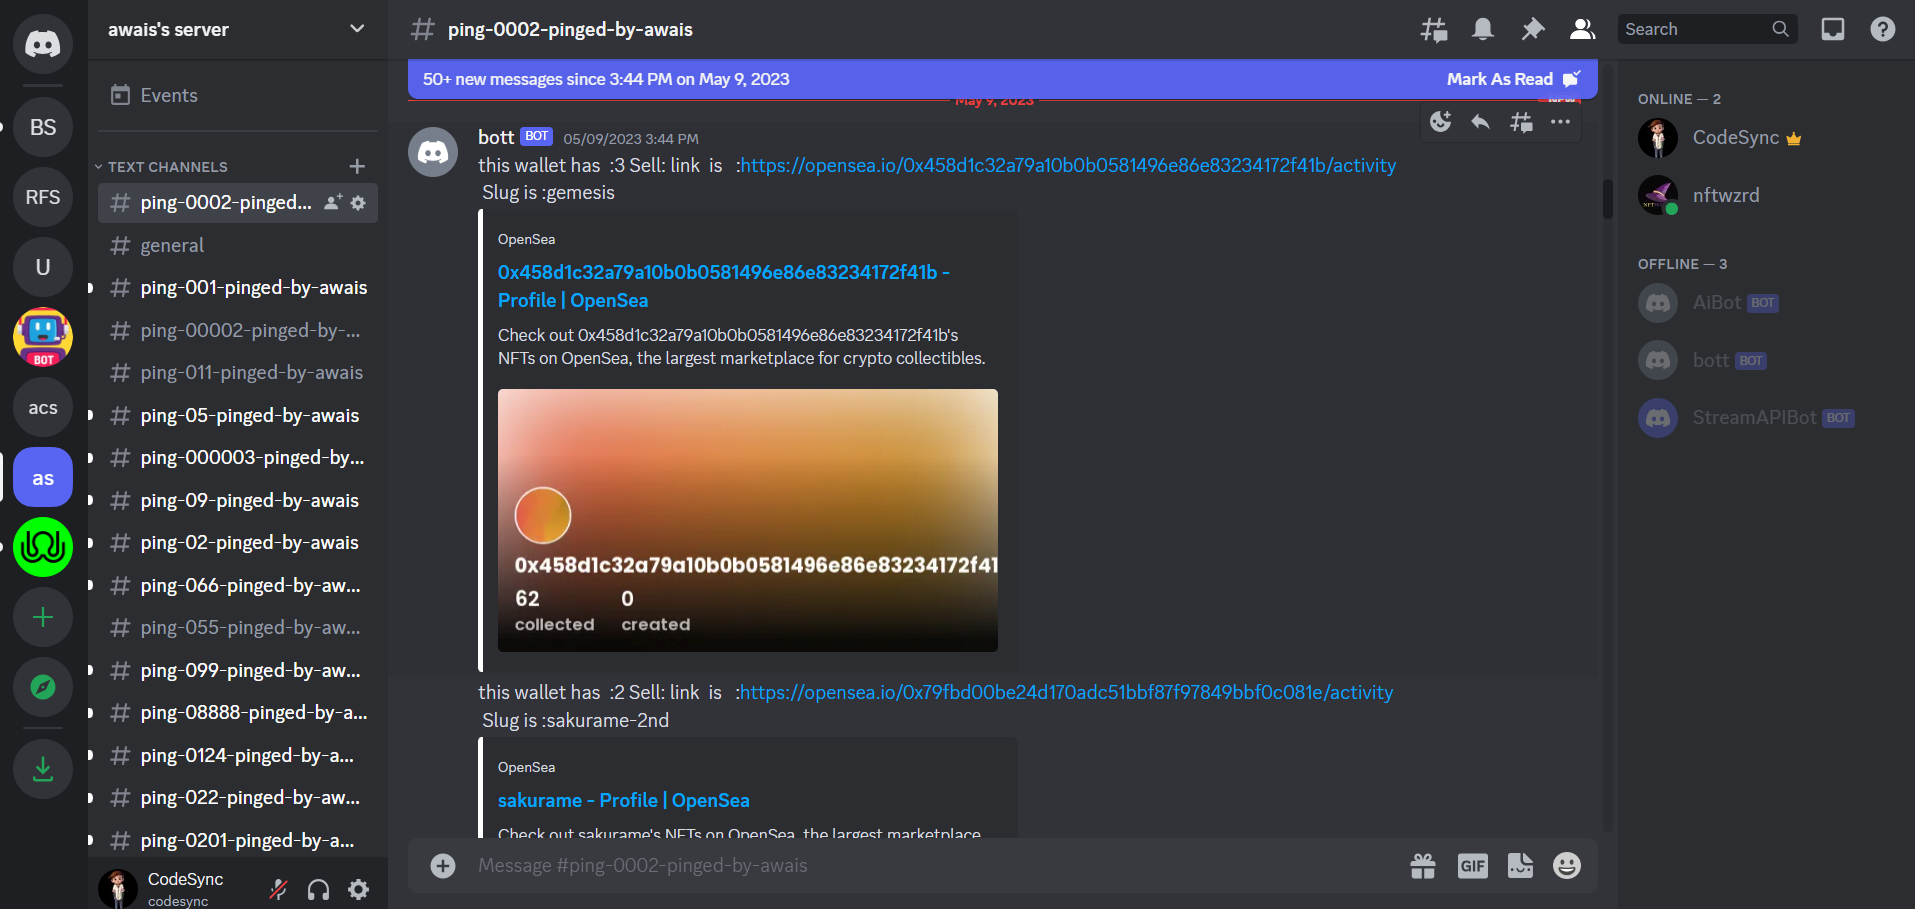 BS
RFS
U
BOT
acs
as
awais's server
Events
TEXT CHANNELS
ping-0002-pinged...
general
ping-001-pinged-by-awais
ping-00002-pinged-by-...
ping-011-pinged-by-awais
ping-05-pinged-by-awais
ping-000003-pinged-by...
ping-09-pinged-by-awais
ping-02-pinged-by-awais
ping-066-pinged-by-aw...
ping-055-pinged-by-aw...
ping-099-pinged-by-aw...
ping-08888-pinged-by-a...
ping-0124-pinged-by-a...
ping-022-pinged-by-aw...
ping-0201-pinged-by-a...
CodeSync
codesync
ping-0002-pinged-by-awais
Search
50+ new messages since 3:44 PM on May 9, 2023 Mark As Read
May 9, 2023 NEW
bott BOT 05/09/2023 3:44 PM
this wallet has :3 Sell: link is :https://opensea.io/0x458d1c32a79a10b0b0581496e86e83234172f41b/activity
Slug is :gemesis
OpenSea
0x458d1c32a79a10b0b0581496e86e83234172f41b -
Profile | OpenSea
Check out 0x458d1c32a79a10b0b0581496e86e83234172f41b's
NFTs on OpenSea, the largest marketplace for crypto collectibles.
0x458d1c32a79a10b0b0581496e86e83234172f41
62 0
collected created
this wallet has :2 Sell: link is :https://opensea.io/0x79fbd00be24d170adc51bbf87f97849bbf0c081e/activity
Slug is :sakurame-2nd
OpenSea
sakurame - Profile | OpenSea
Check out sakurame's NFTs on OpenSea, the largest marketplace
Message #ping-0002-pinged-by-awais
GIF
ONLINE — 2
CodeSync
nftwzrd
OFFLINE — 3
AiBot BOT
bott BOT
StreamAPIBot BOT